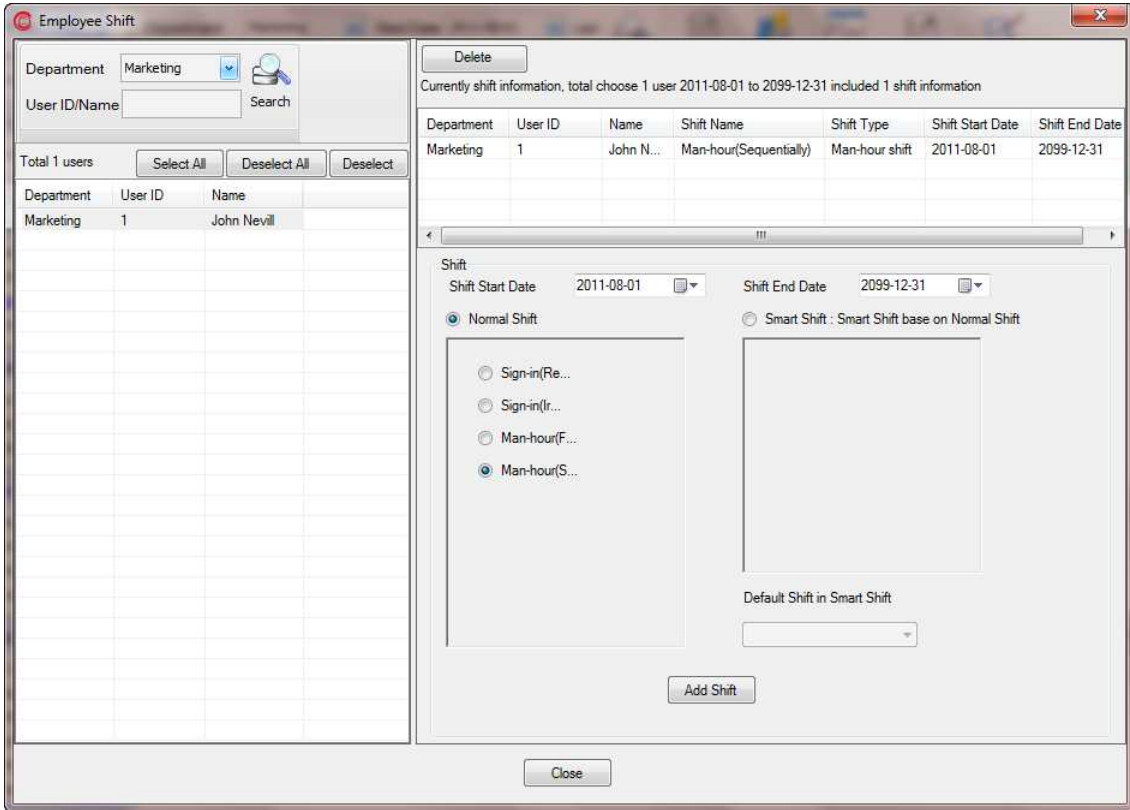 Employee Shift
Department Marketing
User ID/Name Search
Total 1 users Select All Deselect All Deselect
Department User ID Name
Marketing 1 John Nevill
Delete
Currently shift information, total choose 1 user 2011-08-01 to 2099-12-31 included 1 shift information
Department User ID Name Shift Name Shift Type Shift Start Date Shift End Date
Marketing 1 John N... Man-hour(Sequentially) Man-hour shift 2011-08-01 2099-12-31
Shift
Shift Start Date 2011-08-01 Shift End Date 2099-12-31
Normal Shift Smart Shift : Smart Shift base on Normal Shift
Sign-in(Re...
Sign-in(Ir...
Man-hour(F...
Man-hour(S...
Default Shift in Smart Shift
Add Shift
Close